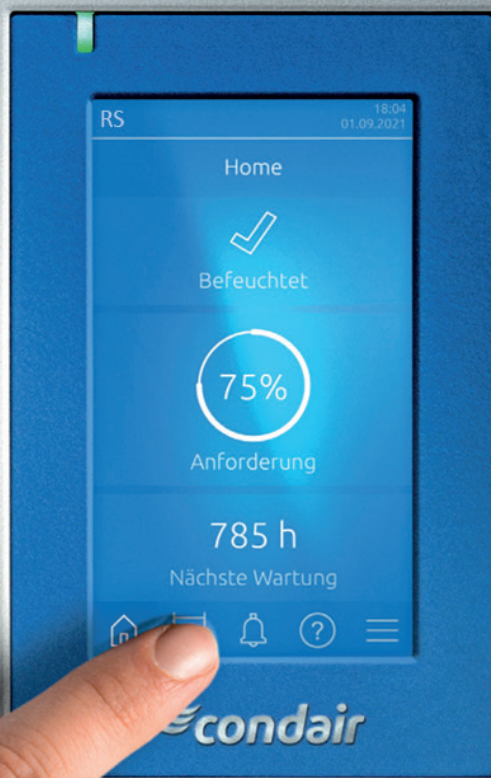 RS
18:04
01.09.2021
Home
Befeuchtet
75%
Anforderung
785 h
Nächste Wartung
?
condair